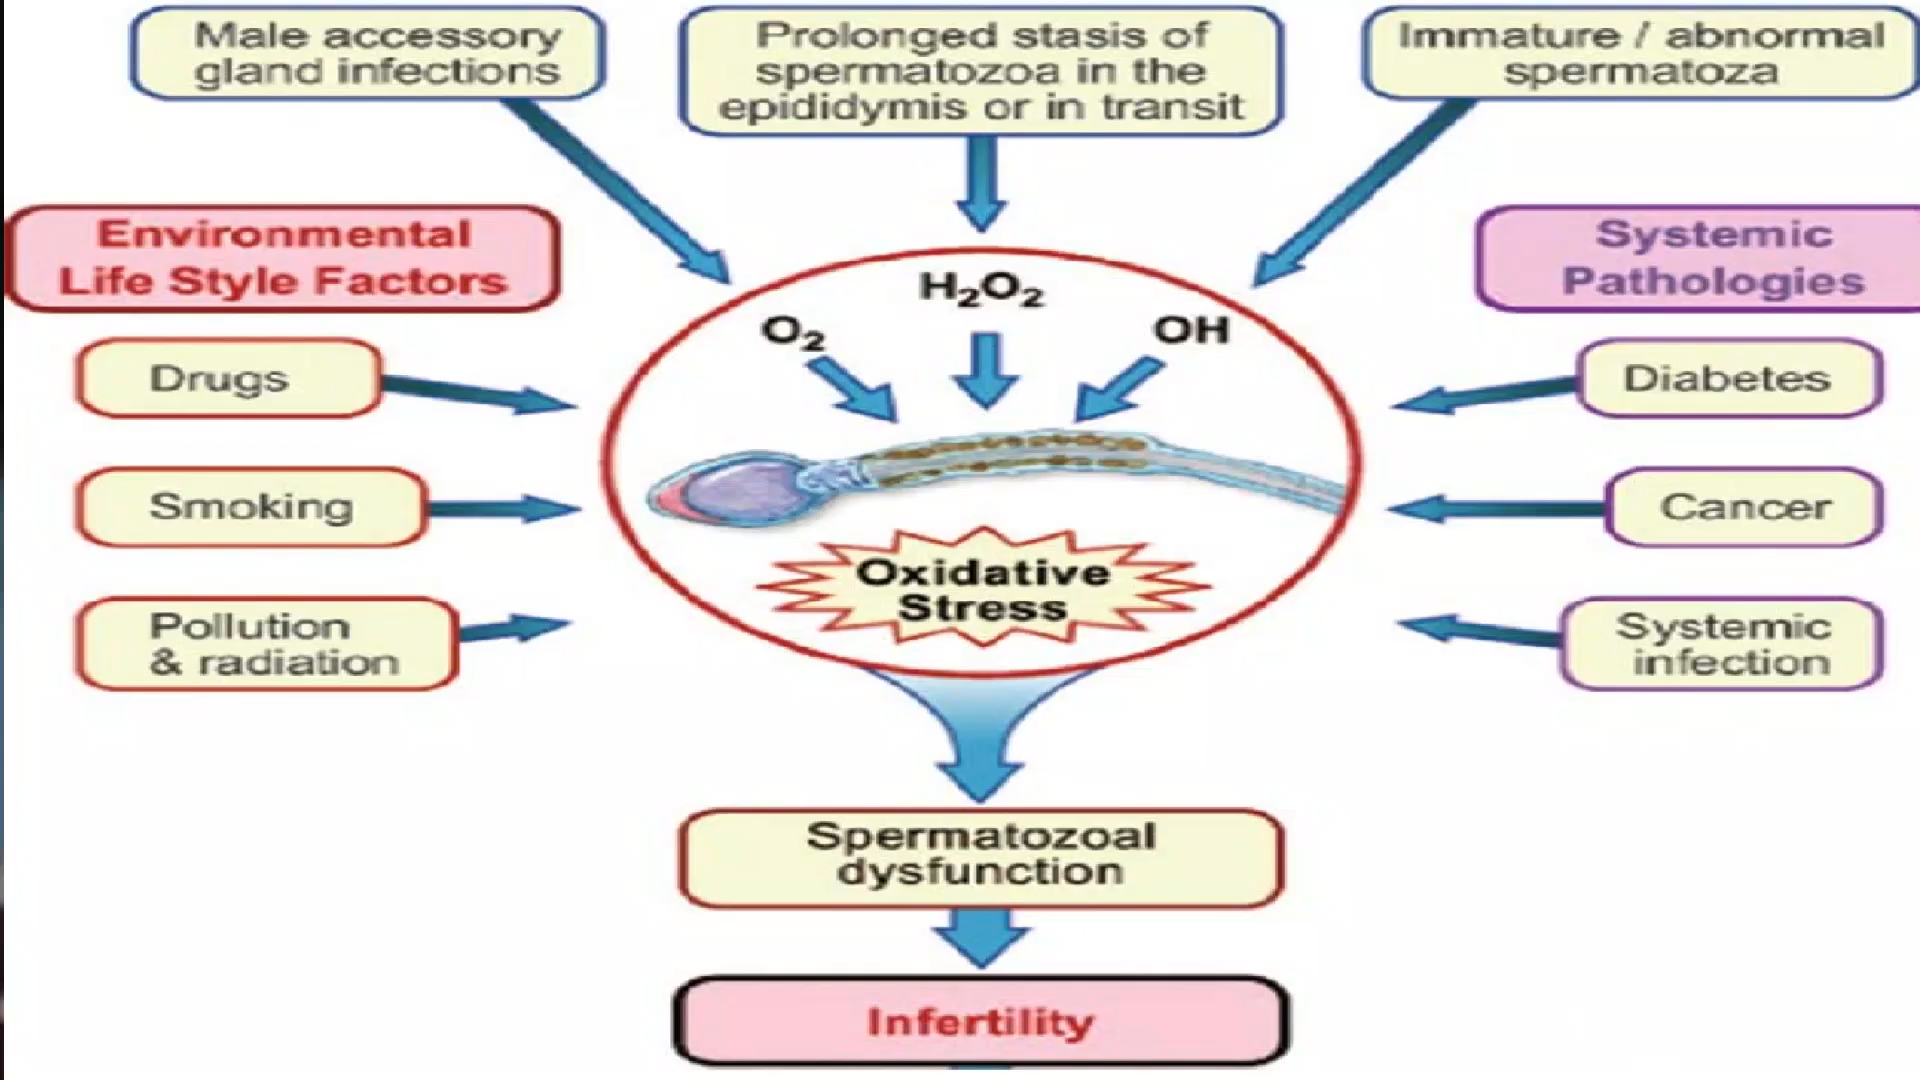 Male accessory
gland infections
Prolonged stasis of
spermatozoa in the
epididymis or in transit
Immature / abnormal
spermatoza
Environmental
Life Style Factors
Systemic
Pathologies
H₂O₂
O₂
OH
Drugs
Diabetes
Smoking
Cancer
Oxidative
Stress
Pollution
& radiation
Systemic
infection
Spermatozoal
dysfunction
Infertility